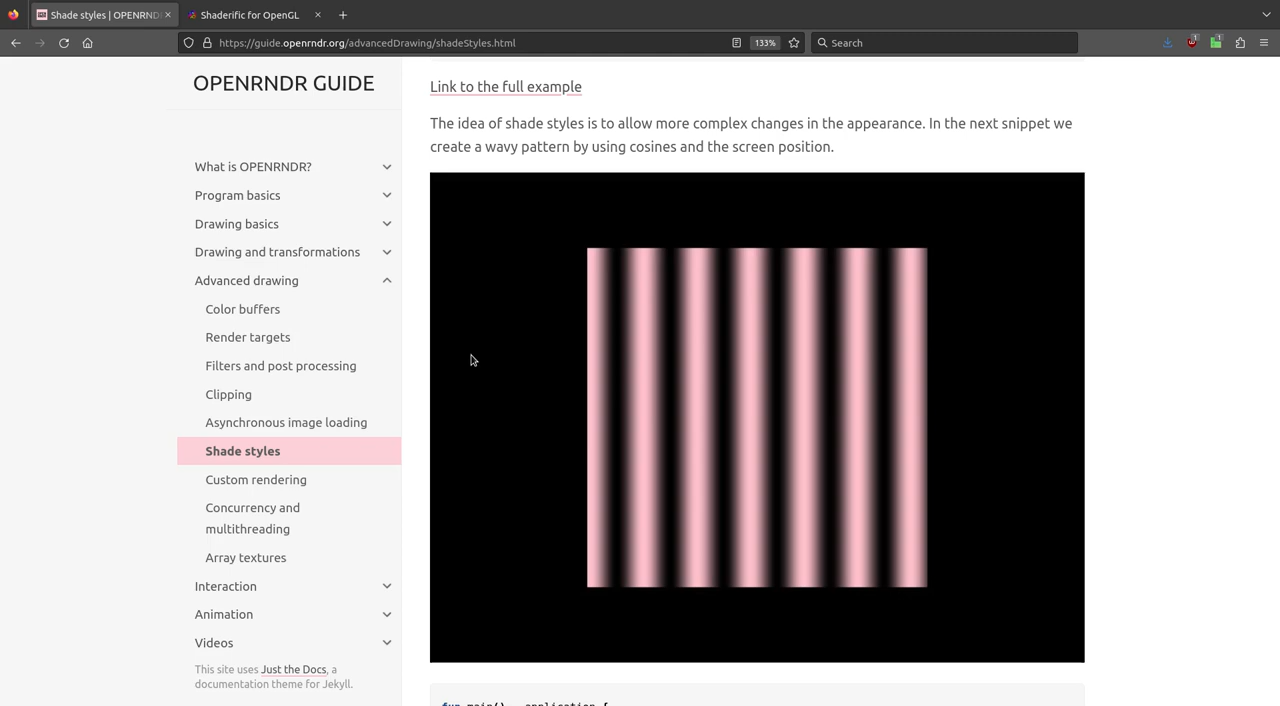 Shade styles | OPENRND
Shaderific for OpenGL
https://guide.openrndr.org/advancedDrawing/shadeStyles.html
133%
Search
1
1
OPENRNDR GUIDE
What is OPENRNDR?
Program basics
Drawing basics
Drawing and transformations
Advanced drawing
Color buffers
Render targets
Filters and post processing
Clipping
Asynchronous image loading
Shade styles
Custom rendering
Concurrency and
multithreading
Array textures
Interaction
Animation
Videos
This site uses Just the Docs, a
documentation theme for Jekyll.
Link to the full example
The idea of shade styles is to allow more complex changes in the appearance. In the next snippet we
create a wavy pattern by using cosines and the screen position.